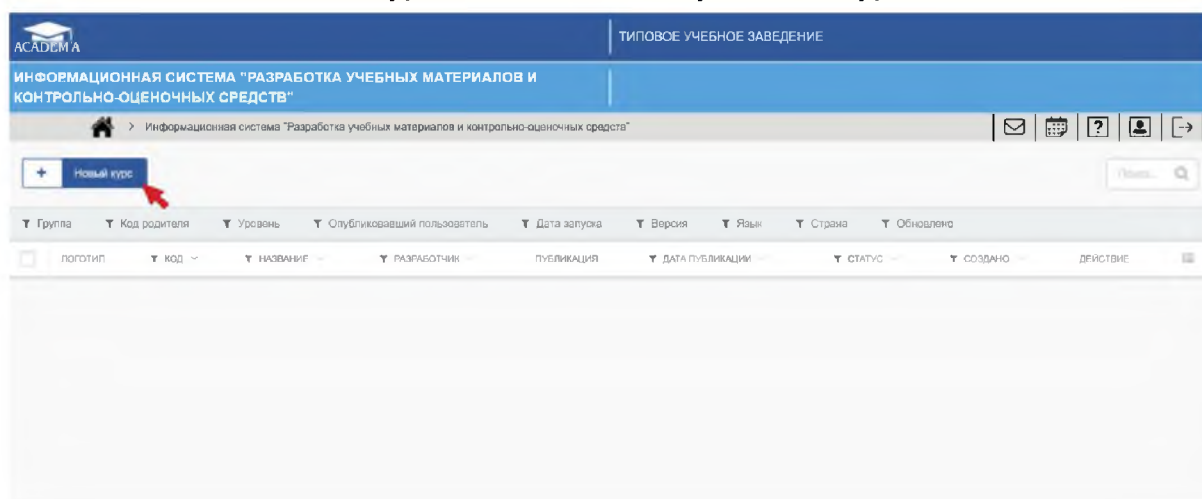 ACADEMIA
ТИПОВОЕ УЧЕБНОЕ ЗАВЕДЕНИЕ
ИНФОРМАЦИОННАЯ СИСТЕМА "РАЗРАБОТКА УЧЕБНЫХ МАТЕРИАЛОВ И
КОНТРОЛЬНО-ОЦЕНОЧНЫХ СРЕДСТВ"
> Информационная система "Разработка учебных материалов и контрольно-оценочных средств"
+ Новый курс
Поиск...
Группа Код родителя Уровень Опубликовавший пользователь Дата запуска Версия Язык Страна Обновлено
ЛОГОТИП КОД НАЗВАНИЕ РАЗРАБОТЧИК ПУБЛИКАЦИЯ ДАТА ПУБЛИКАЦИИ СТАТУС СОЗДАНО ДЕЙСТВИЕ